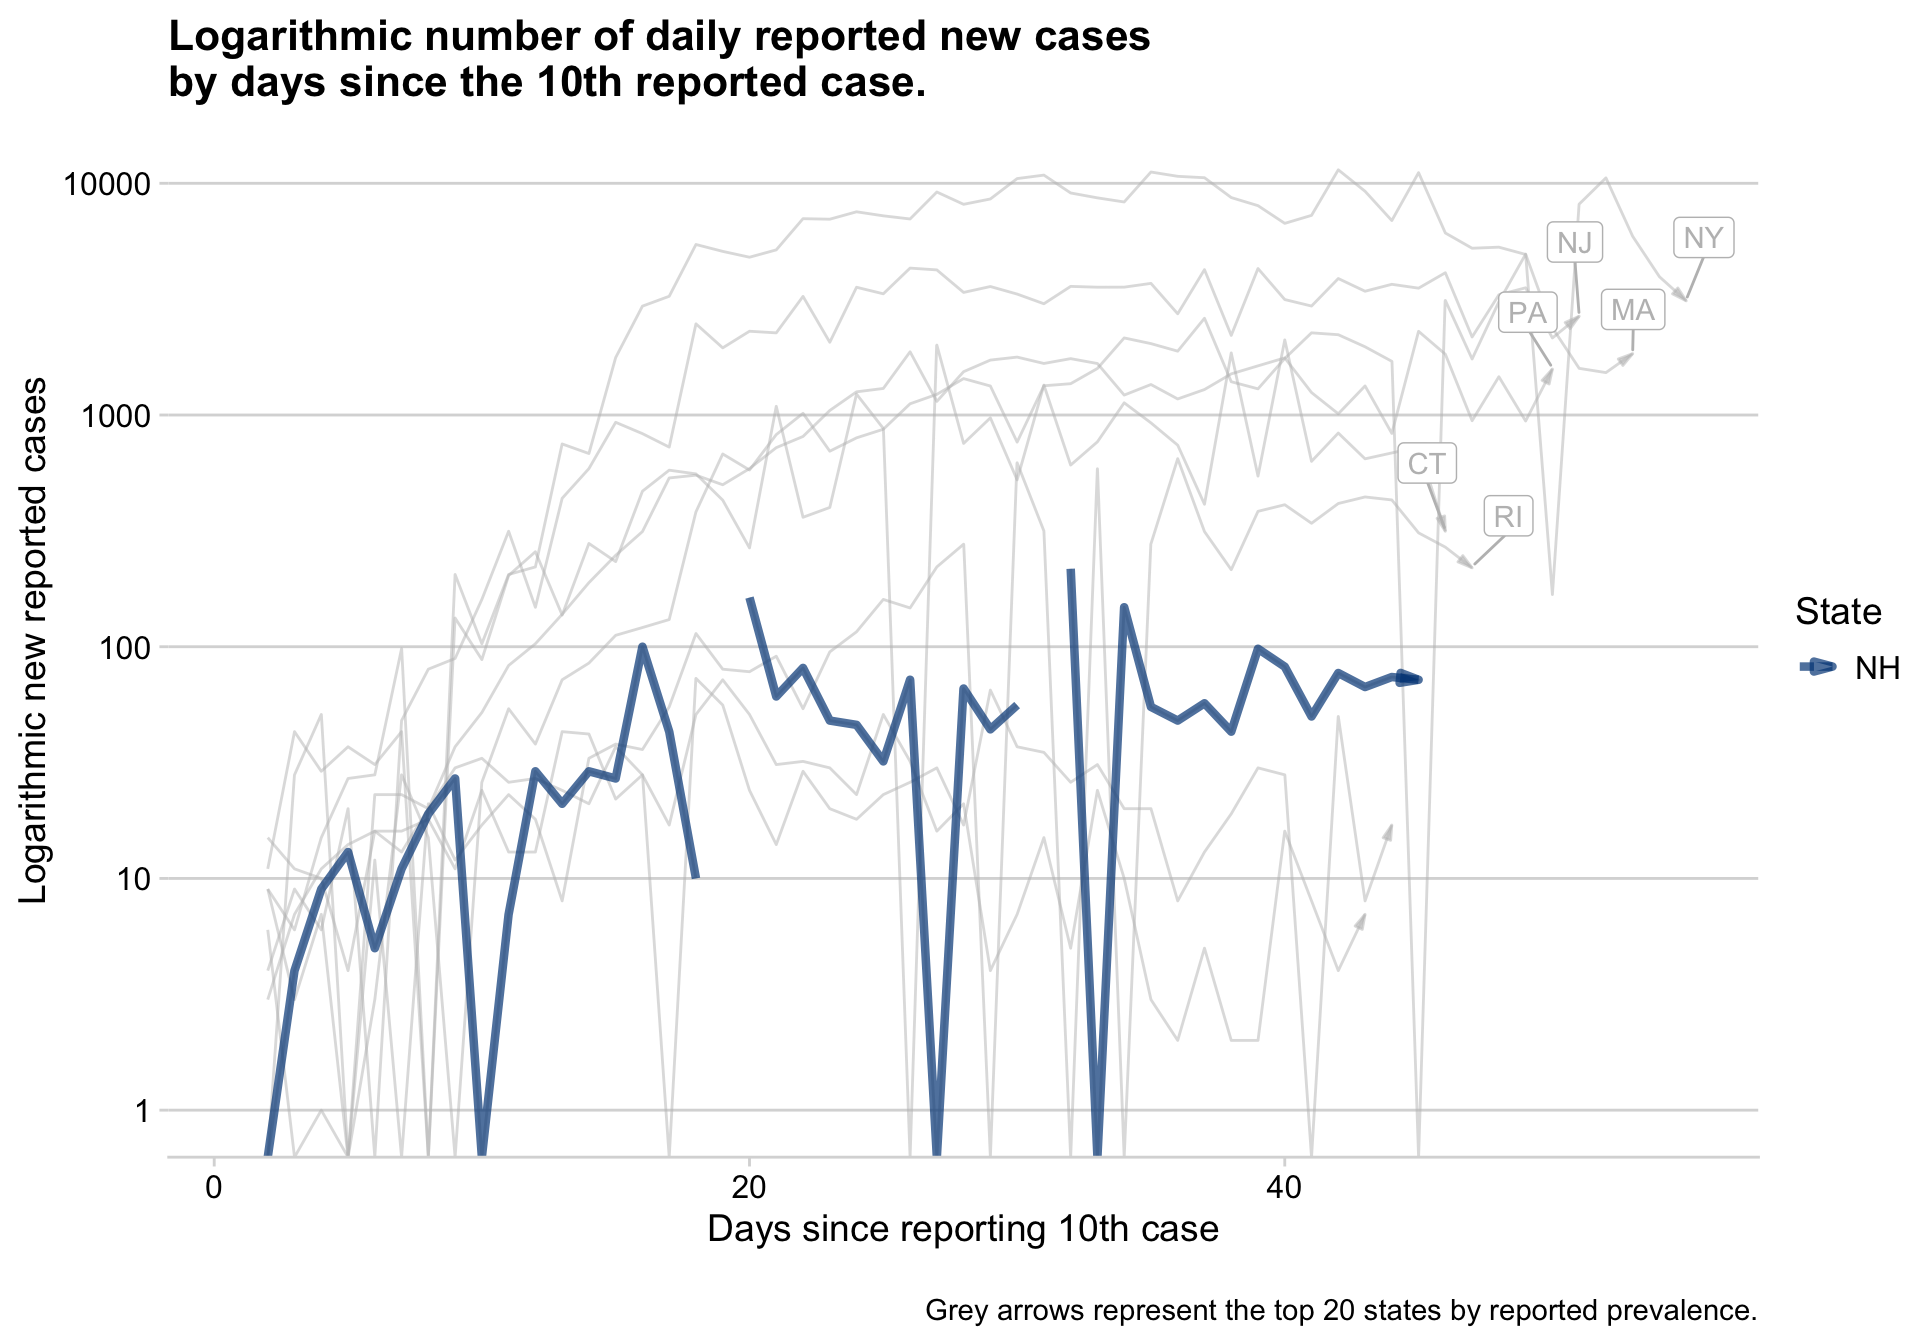 Logarithmic number of daily reported new cases
by days since the 10th reported case.
10000
1000
100
10
1
Logarithmic new reported cases
NJ
NY
PA
MA
CT
RI
State
NH
0
20
40
Days since reporting 10th case
Grey arrows represent the top 20 states by reported prevalence.